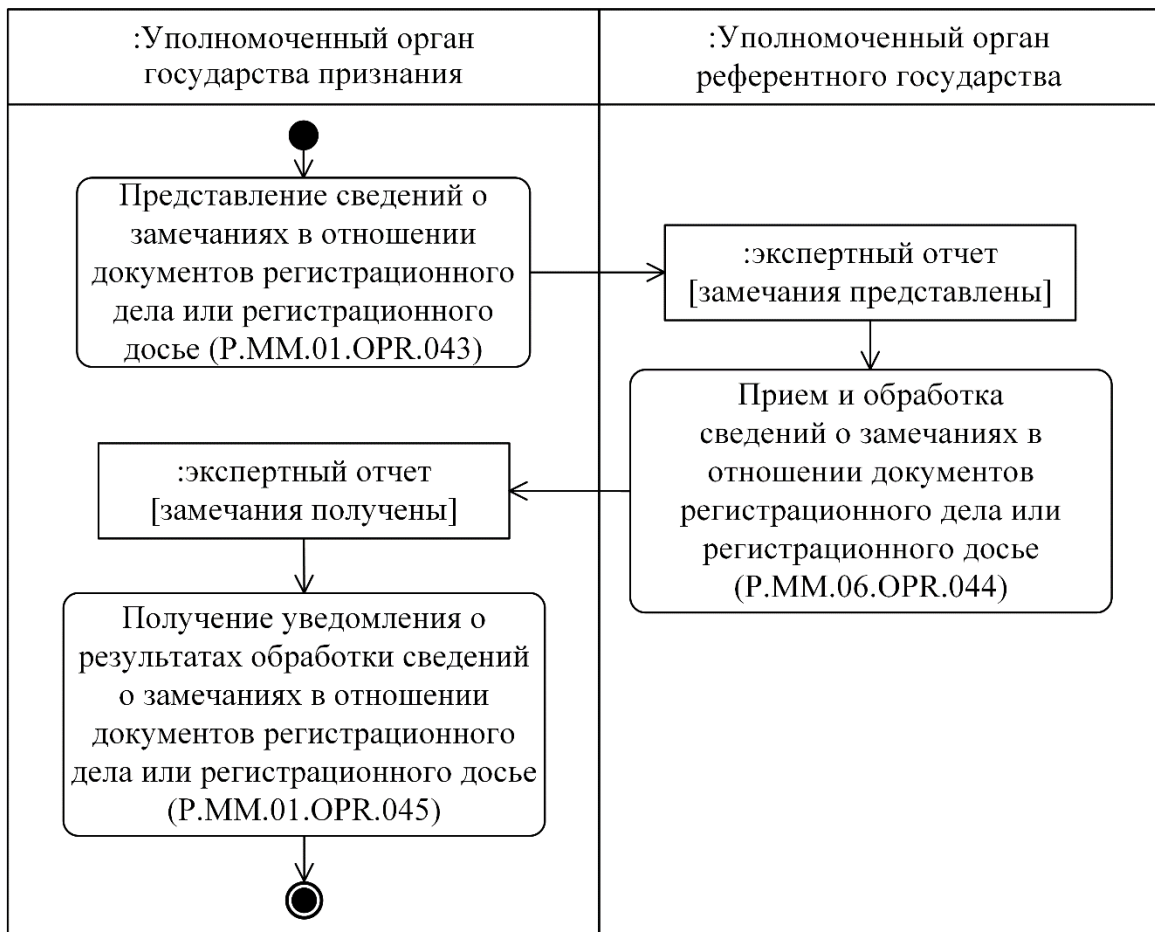 :Уполномоченный орган
государства признания
:Уполномоченный орган
референтного государства
Представление сведений о
замечаниях в отношении
документов регистрационного
дела или регистрационного
досье (P.MM.01.OPR.043)
:экспертный отчет
[замечания представлены]
Прием и обработка
сведений о замечаниях в
отношении документов
регистрационного дела или
регистрационного досье
(P.MM.06.OPR.044)
:экспертный отчет
[замечания получены]
Получение уведомления о
результатах обработки сведений
о замечаниях в отношении
документов регистрационного
дела или регистрационного досье
(P.MM.01.OPR.045)